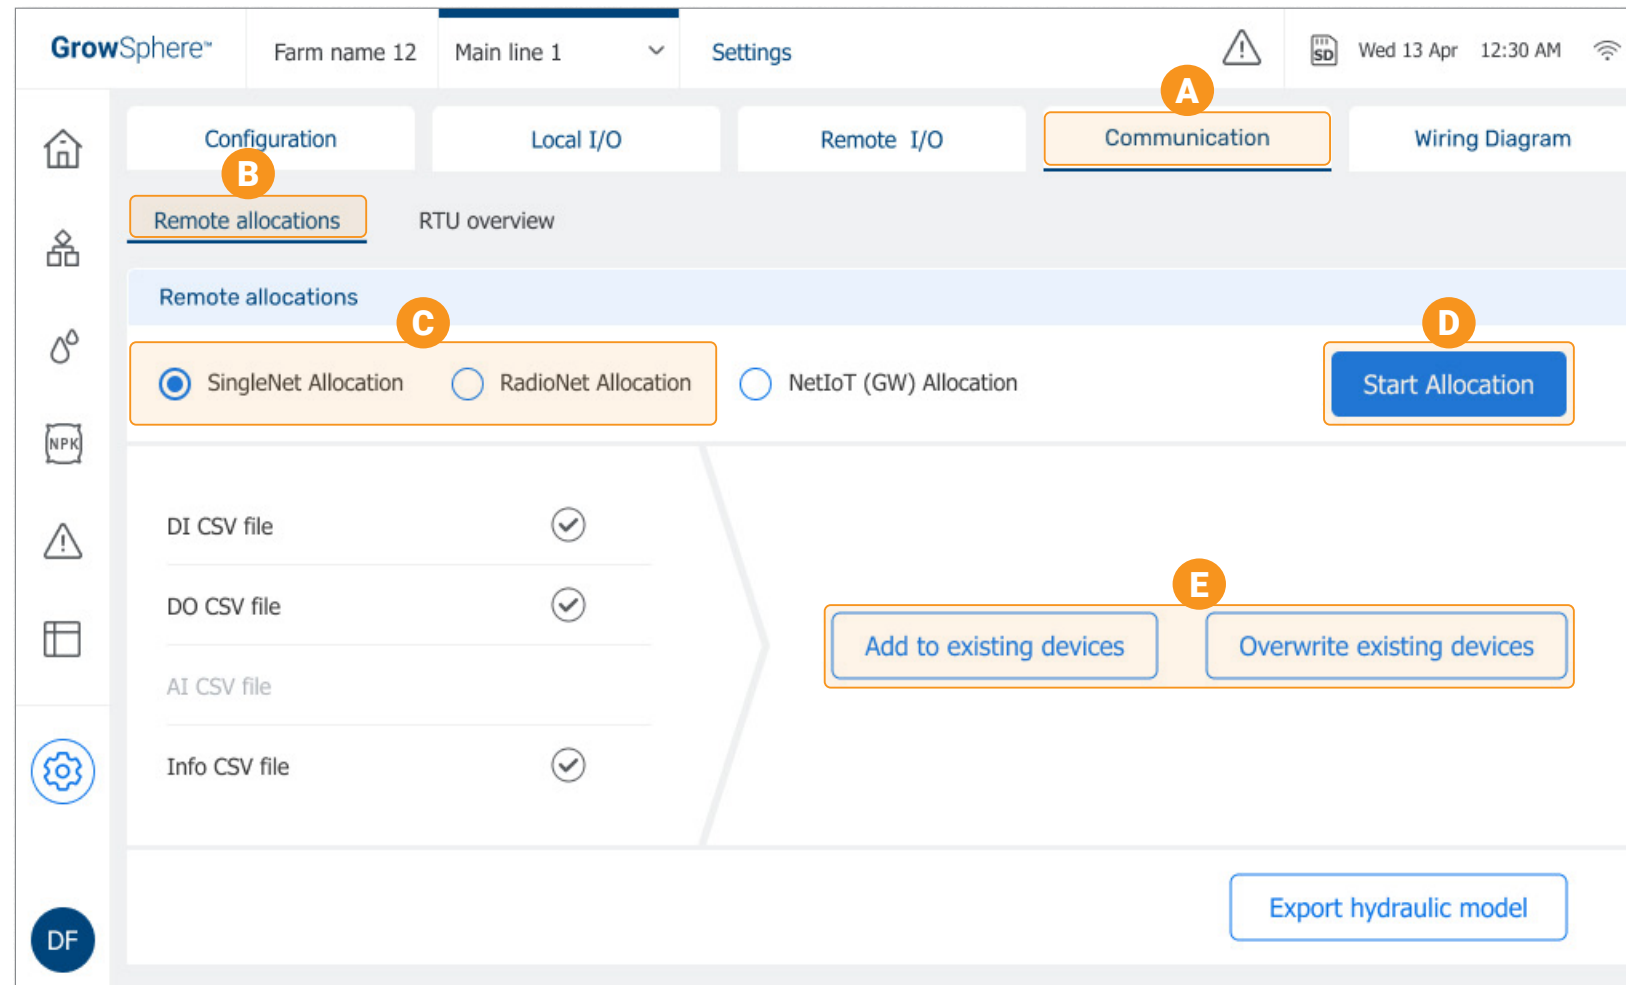 GrowSphere™ Farm name 12 Main line 1 Settings SD Wed 13 Apr 12:30 AM
A
Configuration Local I/O Remote I/O Communication Wiring Diagram
B
Remote allocations RTU overview
Remote allocations
C D
SingleNet Allocation RadioNet Allocation NetIoT (GW) Allocation Start Allocation
NPK
DI CSV file
E
DO CSV file
Add to existing devices Overwrite existing devices
AI CSV file
Info CSV file
Export hydraulic model
DF